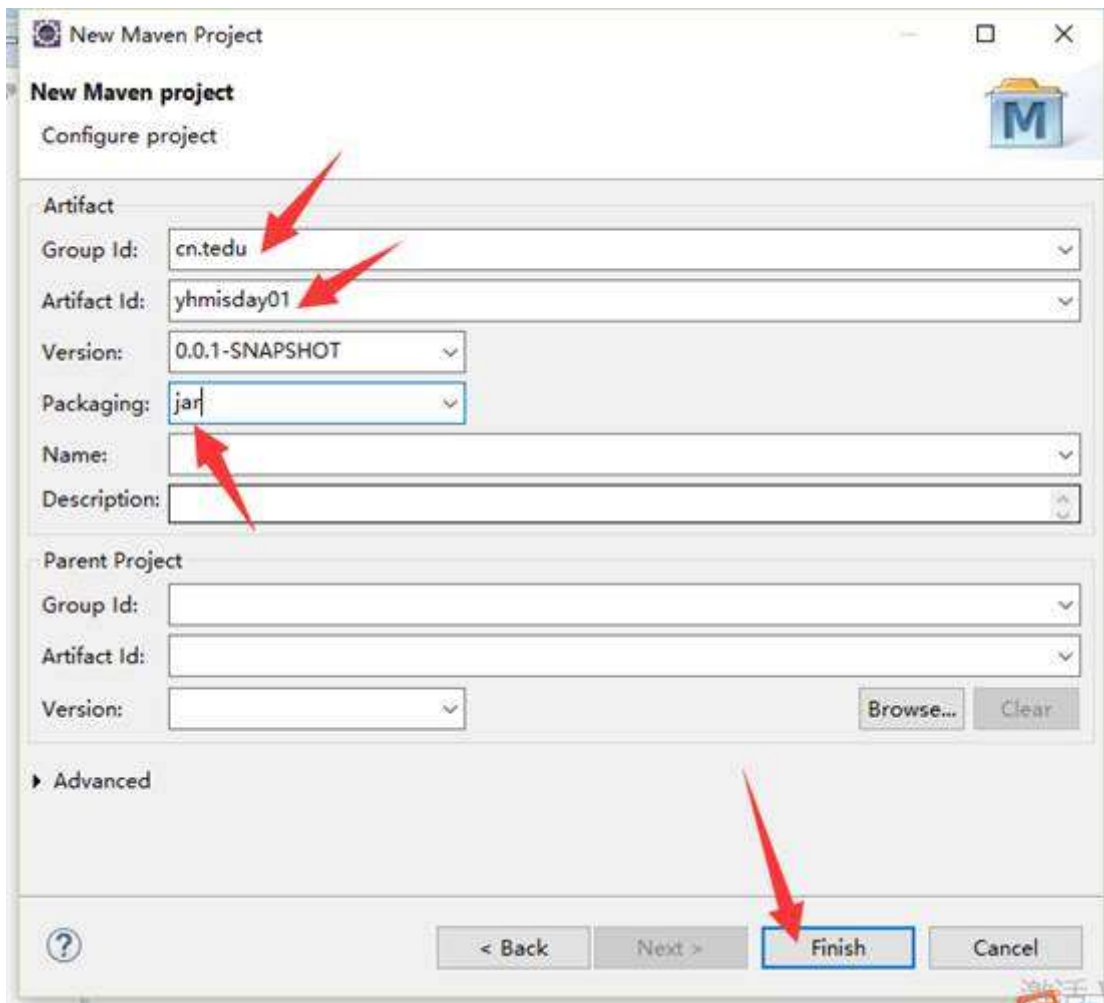 New Maven Project
New Maven project
Configure project
M
Artifact
Group Id: cn.tedu
Artifact Id: yhmisday01
Version: 0.0.1-SNAPSHOT
Packaging: jar
Name:
Description:
Parent Project
Group Id:
Artifact Id:
Version: Browse... Clear
Advanced
? < Back Next > Finish Cancel
激活